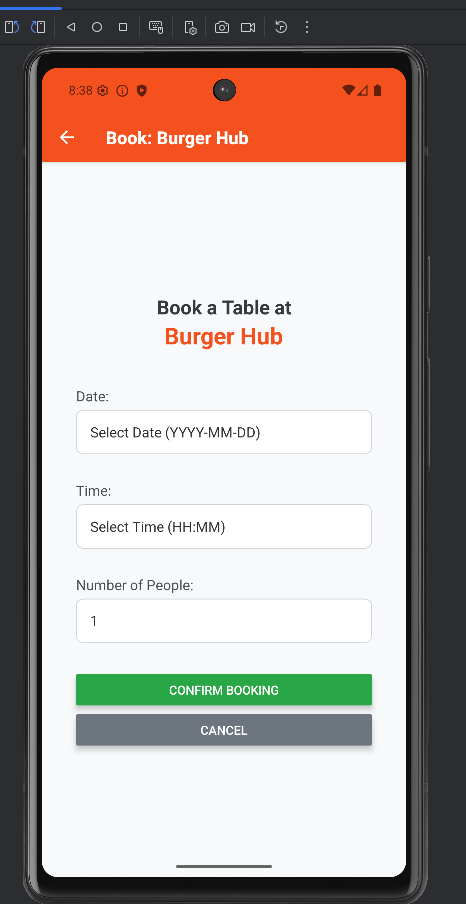 8:38
Book: Burger Hub
Book a Table at
Burger Hub
Date:
Select Date (YYYY-MM-DD)
Time:
Select Time (HH:MM)
Number of People:
1
CONFIRM BOOKING
CANCEL